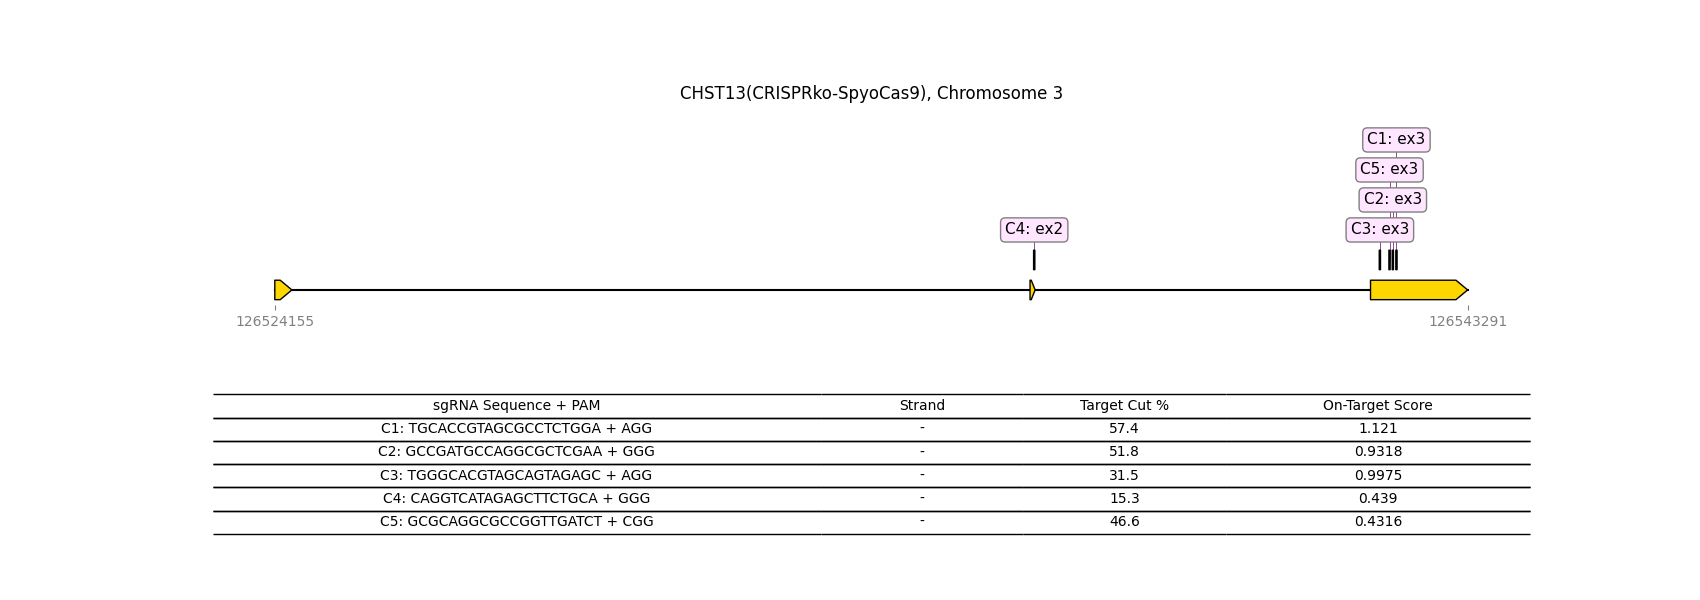 CHST13(CRISPRko-SpyoCas9), Chromosome 3
C1: ex3
C5: ex3
C2: ex3
C4: ex2
C3: ex3
126524155
126543291
sgRNA Sequence + PAM Strand Target Cut % On-Target Score
C1: TGCACCGTAGCGCCTCTGGA + AGG - 57.4 1.121
C2: GCCGATGCCAGGCGCTCGAA + GGG - 51.8 0.9318
C3: TGGGCACGTAGCAGTAGAGC + AGG - 31.5 0.9975
C4: CAGGTCATAGAGCTTCTGCA + GGG - 15.3 0.439
C5: GCGCAGGCGCCGGTTGATCT + CGG - 46.6 0.4316